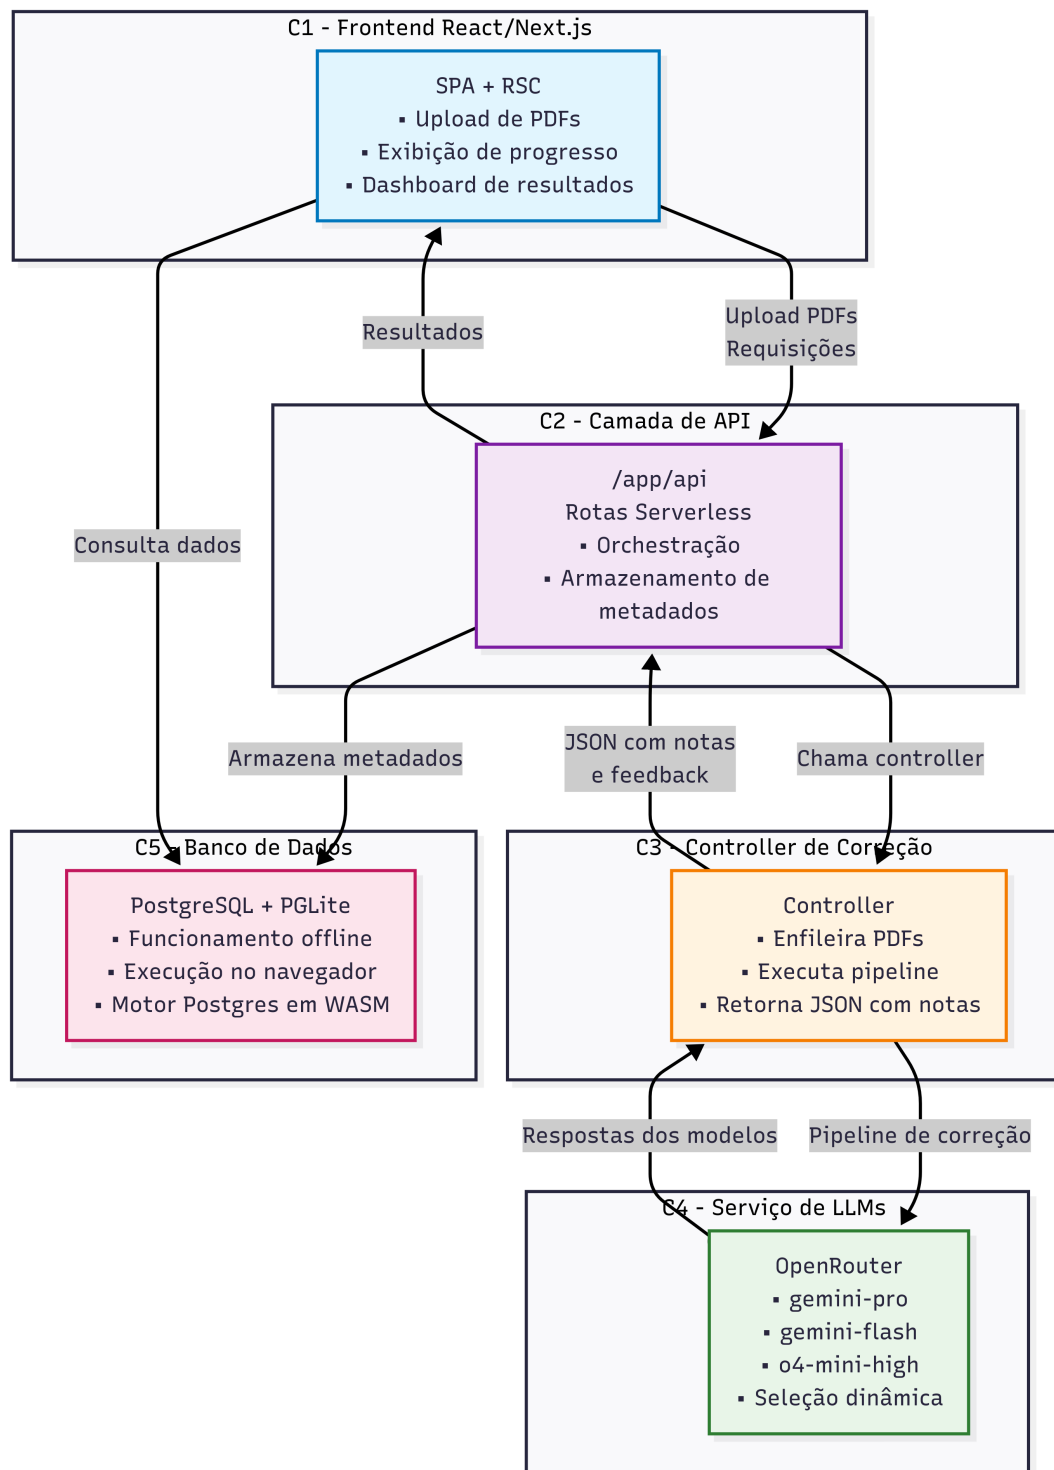 C1 - Frontend React/Next.js
SPA + RSC
▪ Upload de PDFs
▪ Exibição de progresso
▪ Dashboard de resultados
Resultados
Upload PDFs
Requisições
C2 - Camada de API
/app/api
Rotas Serverless
▪ Orchestração
▪ Armazenamento de
metadados
Consulta dados
Armazena metadados
JSON com notas
e feedback
Chama controller
C5 - Banco de Dados
PostgreSQL + PGLite
▪ Funcionamento offline
▪ Execução no navegador
▪ Motor Postgres em WASM
C3 - Controller de Correção
Controller
▪ Enfileira PDFs
▪ Executa pipeline
▪ Retorna JSON com notas
Respostas dos modelos
Pipeline de correção
C4 - Serviço de LLMs
OpenRouter
▪ gemini-pro
▪ gemini-flash
▪ o4-mini-high
▪ Seleção dinâmica